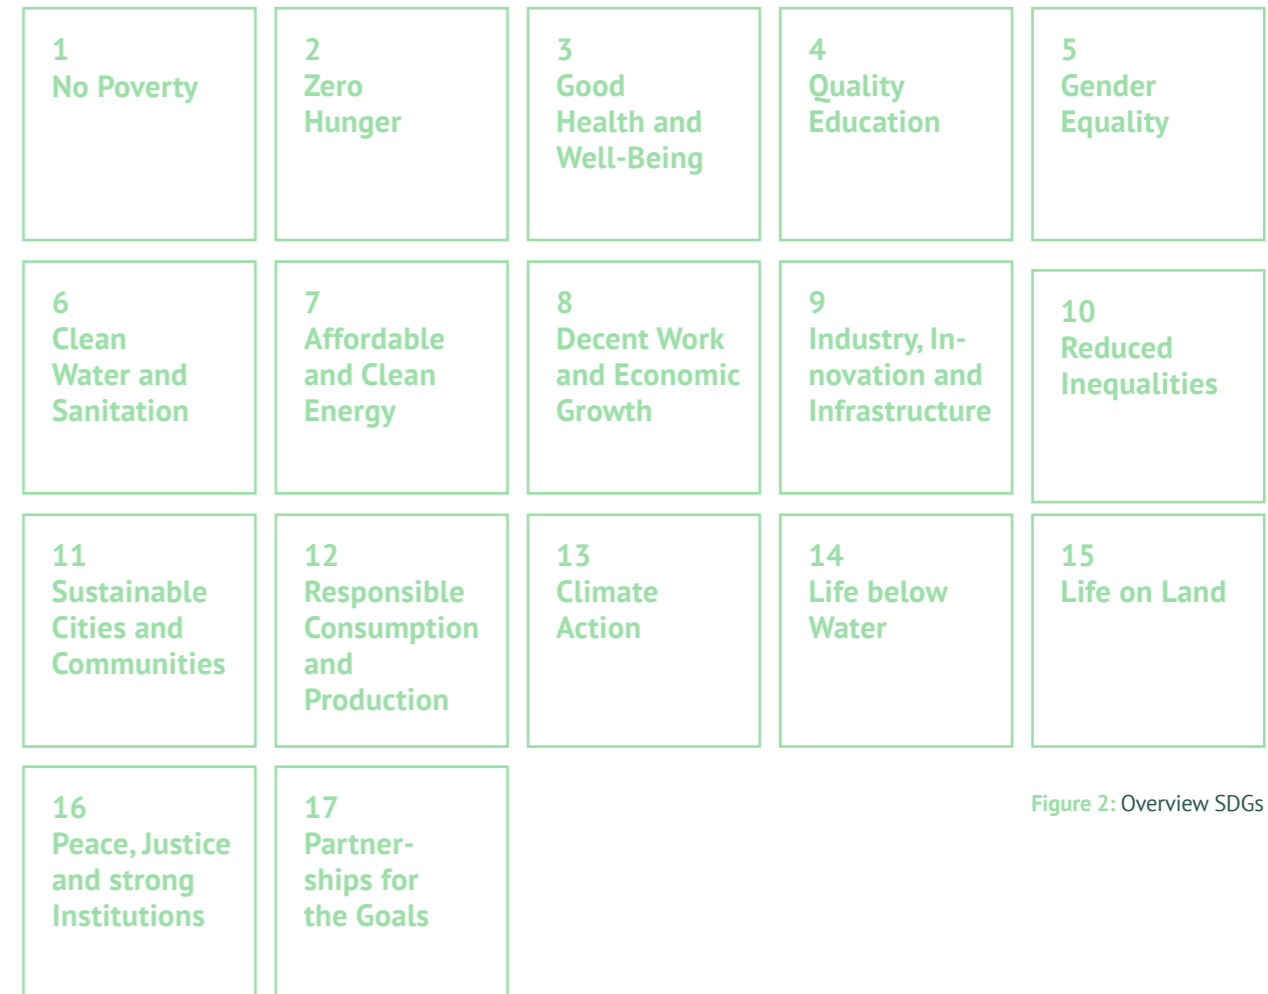 1
No Poverty
2
Zero
Hunger
3
Good
Health and
Well-Being
4
Quality
Education
5
Gender
Equality
6
Clean
Water and
Sanitation
7
Affordable
and Clean
Energy
8
Decent Work
and Economic
Growth
9
Industry, In-
novation and
Infrastructure
10
Reduced
Inequalities
11
Sustainable
Cities and
Communities
12
Responsible
Consumption
and
Production
13
Climate
Action
14
Life below
Water
15
Life on Land
16
Peace, Justice
and strong
Institutions
17
Partner-
ships for
the Goals
Figure 2: Overview SDGs